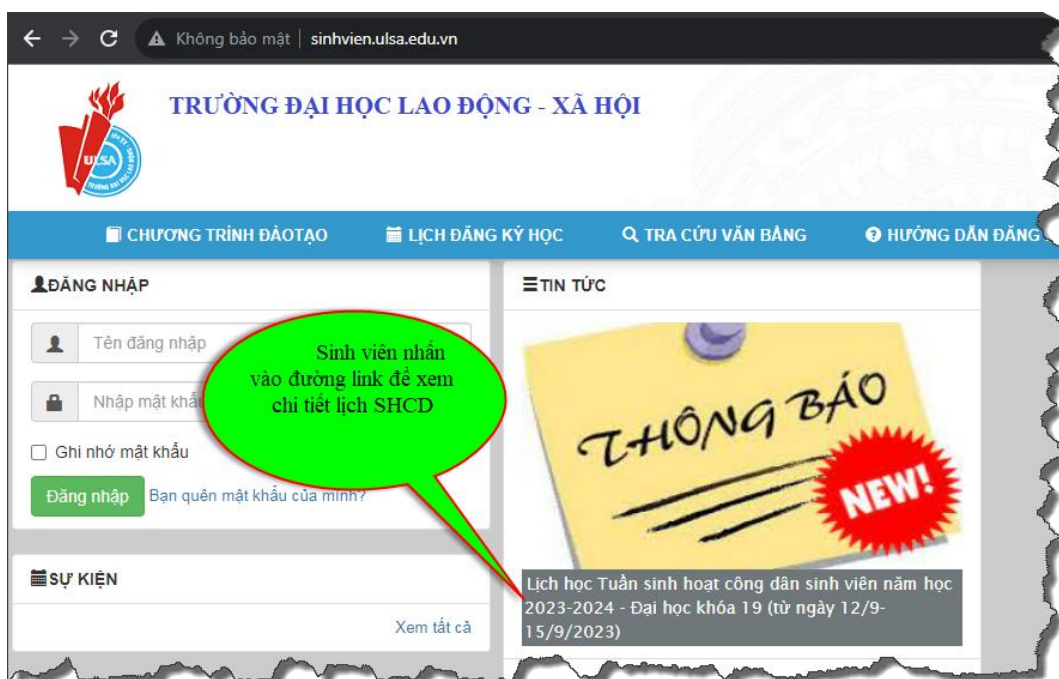 Không bảo mật | sinhvien.ulsa.edu.vn
TRƯỜNG ĐẠI HỌC LAO ĐỘNG - XÃ HỘI
ULSA
CHƯƠNG TRÌNH ĐÀOTẠO
LỊCH ĐĂNG KÝ HỌC
TRA CỨU VĂN BẰNG
HƯỚNG DẪN ĐĂNG
ĐĂNG NHẬP
Tên đăng nhập
Nhập mật khẩu
Ghi nhớ mật khẩu
Đăng nhập Bạn quên mật khẩu của mình?
SỰ KIỆN
Xem tất cả
Sinh viên nhấn
vào đường link để xem
chi tiết lịch SHCD
TIN TỨC
THÔNG BÁO
NEW!
Lịch học Tuần sinh hoạt công dân sinh viên năm học
2023-2024 - Đại học khóa 19 (từ ngày 12/9-
15/9/2023)